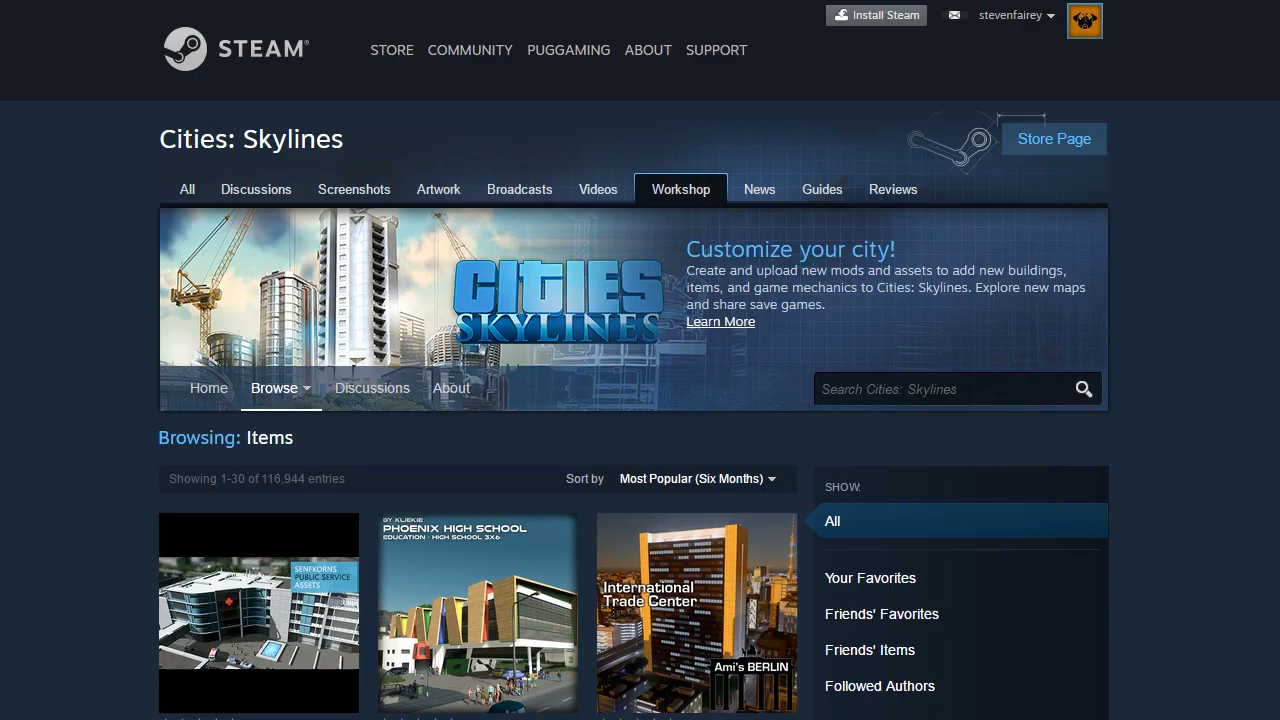 Install Steam
stevenfairey
STEAM®
STORE COMMUNITY PUGGAMING ABOUT SUPPORT
Cities: Skylines
Store Page
All Discussions Screenshots Artwork Broadcasts Videos Workshop News Guides Reviews
CITIES
SKYLINES
Customize your city!
Create and upload new mods and assets to add new buildings,
items, and game mechanics to Cities: Skylines. Explore new maps
and share save games.
Learn More
Home Browse Discussions About
Search Cities: Skylines
Browsing: Items
Showing 1-30 of 116,944 entries
Sort by Most Popular (Six Months)
SENFKORNS
PUBLIC SERVICE
ASSETS
BY KLIEKIE
PHOENIX HIGH SCHOOL
EDUCATION - HIGH SCHOOL 3X6
International
Trade Center
Ami's BERLIN
SHOW:
All
Your Favorites
Friends' Favorites
Friends' Items
Followed Authors